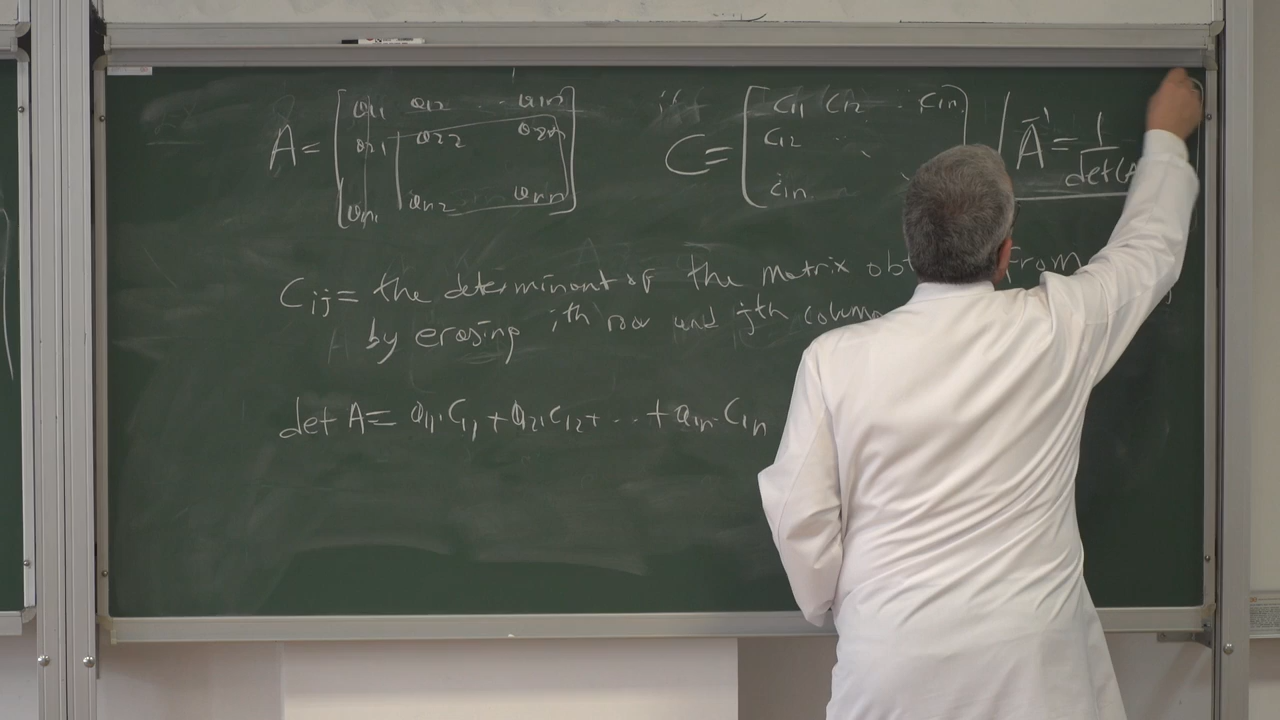 A = [ a11 a12 .. a1n
a21 a22 a2n
an1 an2 ann ]
iff
C = [ C11 C12 .. C1n
C12 ..
C1n ]
A⁻¹ = 1/det(A
Cij = the determinant of the matrix from
by erasing ith row and jth column
det A = a11.C11 + a21.C12 + ... + a1n.C1n